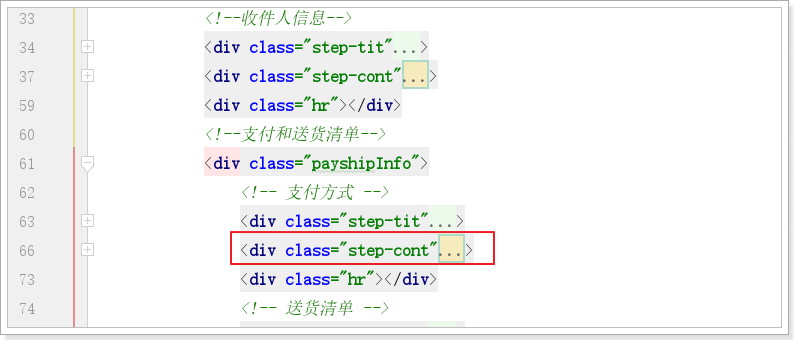 33 <!--收件人信息-->
34 <div class="step-tit"...>
37 <div class="step-cont"...>
59 <div class="hr"></div>
60 <!--支付和送货清单-->
61 <div class="payshipInfo">
62 <!-- 支付方式 -->
63 <div class="step-tit"...>
66 <div class="step-cont"...>
73 <div class="hr"></div>
74 <!-- 送货清单 -->